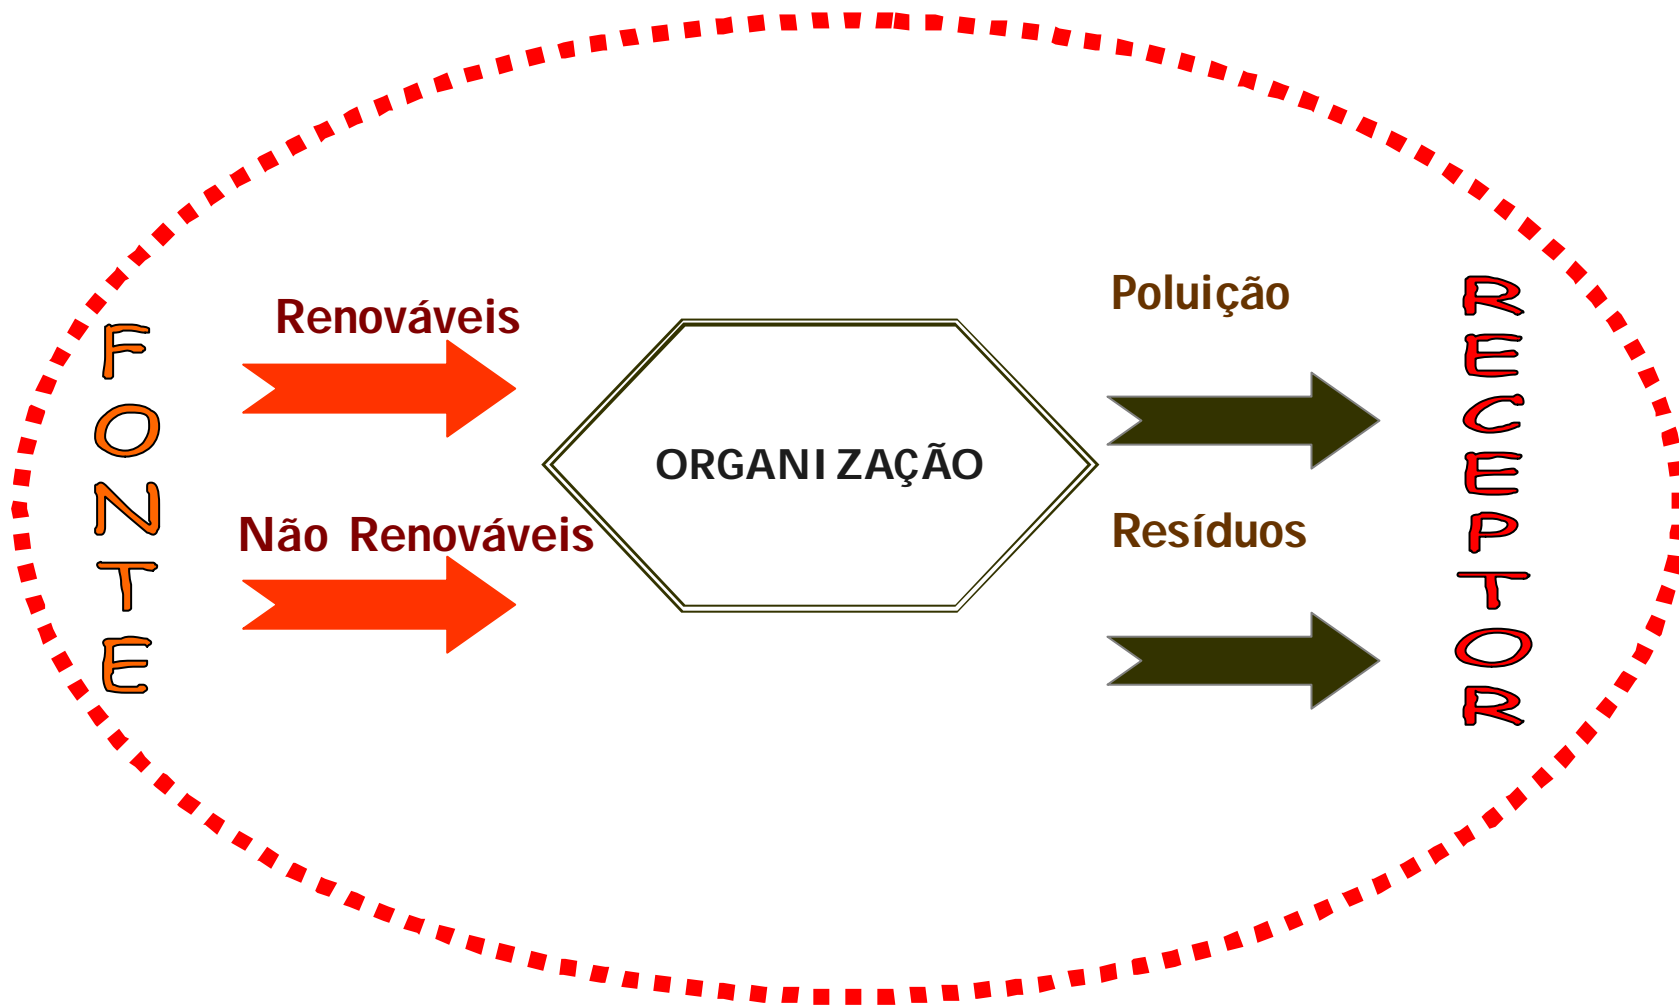 FONTE
Renováveis
Não Renováveis
ORGANIZAÇÃO
Poluição
Resíduos
RECEPTOR